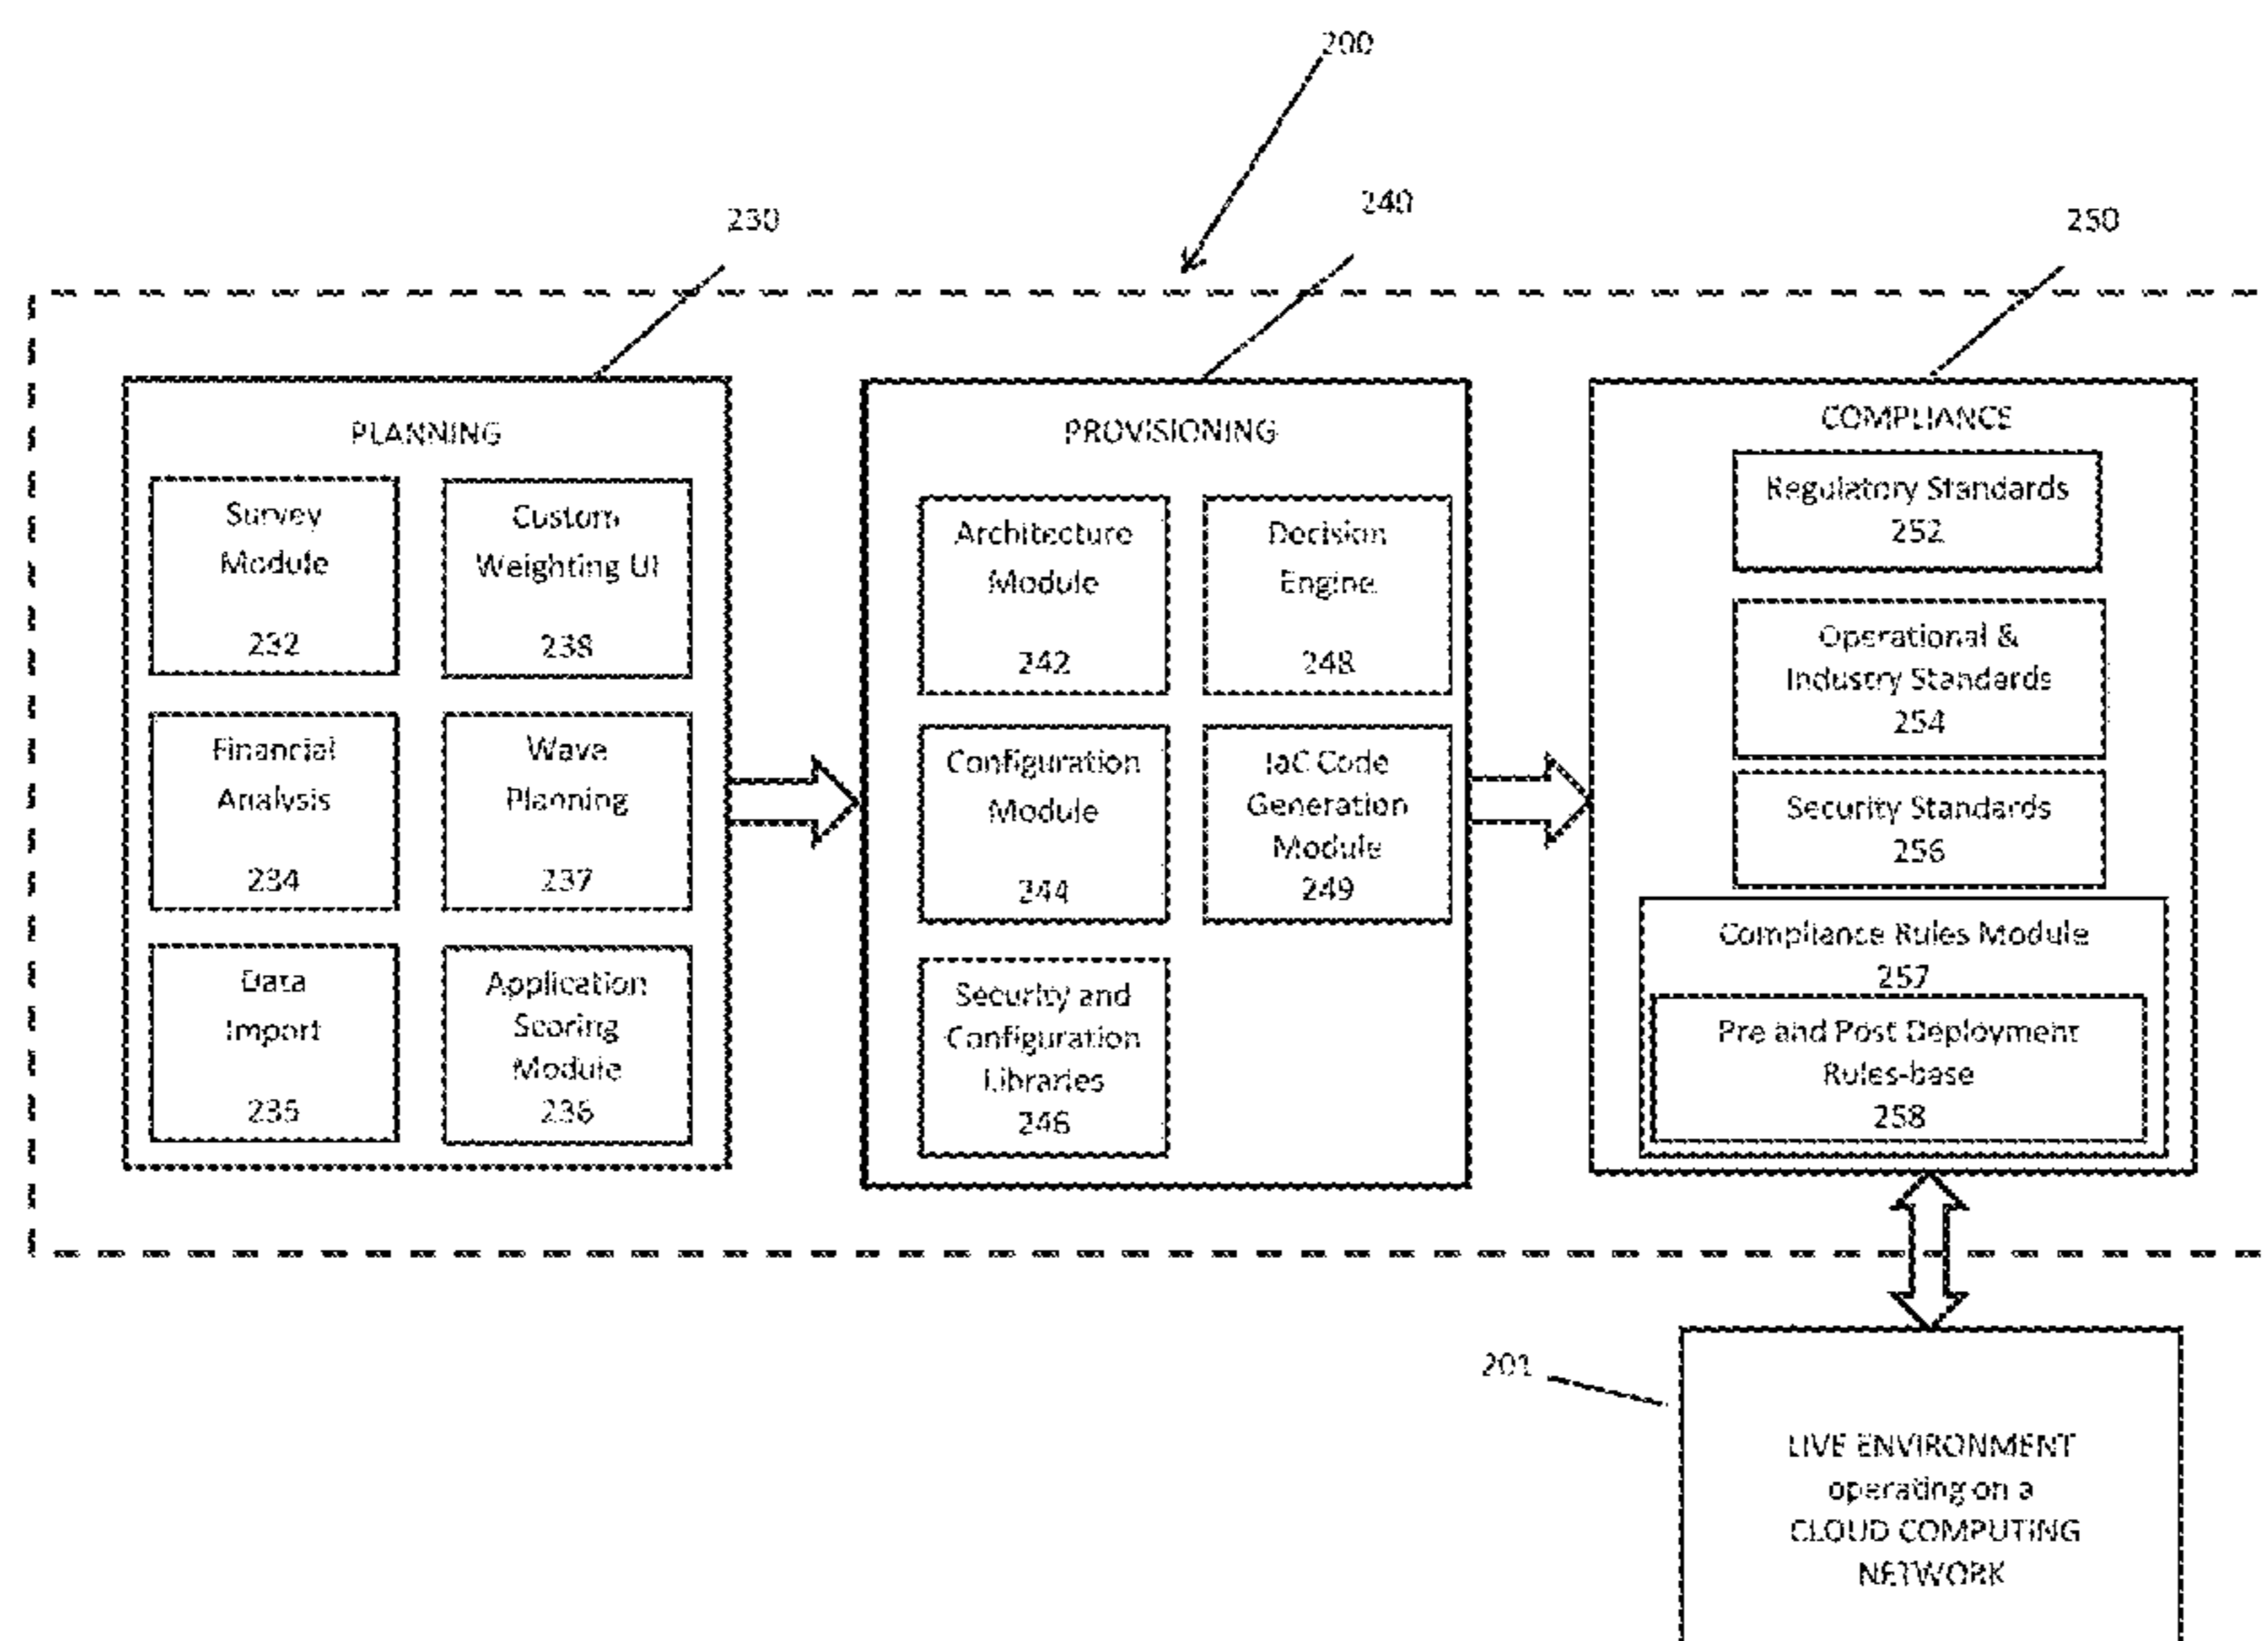 200
230
240
250
PLANNING
Survey
Module
232
Custom
Weighting UI
238
Financial
Analysis
234
Wave
Planning
237
Data
Import
235
Application
Scoring
Module
236
PROVISIONING
Architecture
Module
242
Decision
Engine
248
Configuration
Module
244
IaC Code
Generation
Module
249
Security and
Configuration
Libraries
246
COMPLIANCE
Regulatory Standards
252
Operational &
Industry Standards
254
Security Standards
256
Compliance Rules Module
257
Pre and Post Deployment
Rules-base
258
201
LIVE ENVIRONMENT
operating on a
CLOUD COMPUTING
NETWORK